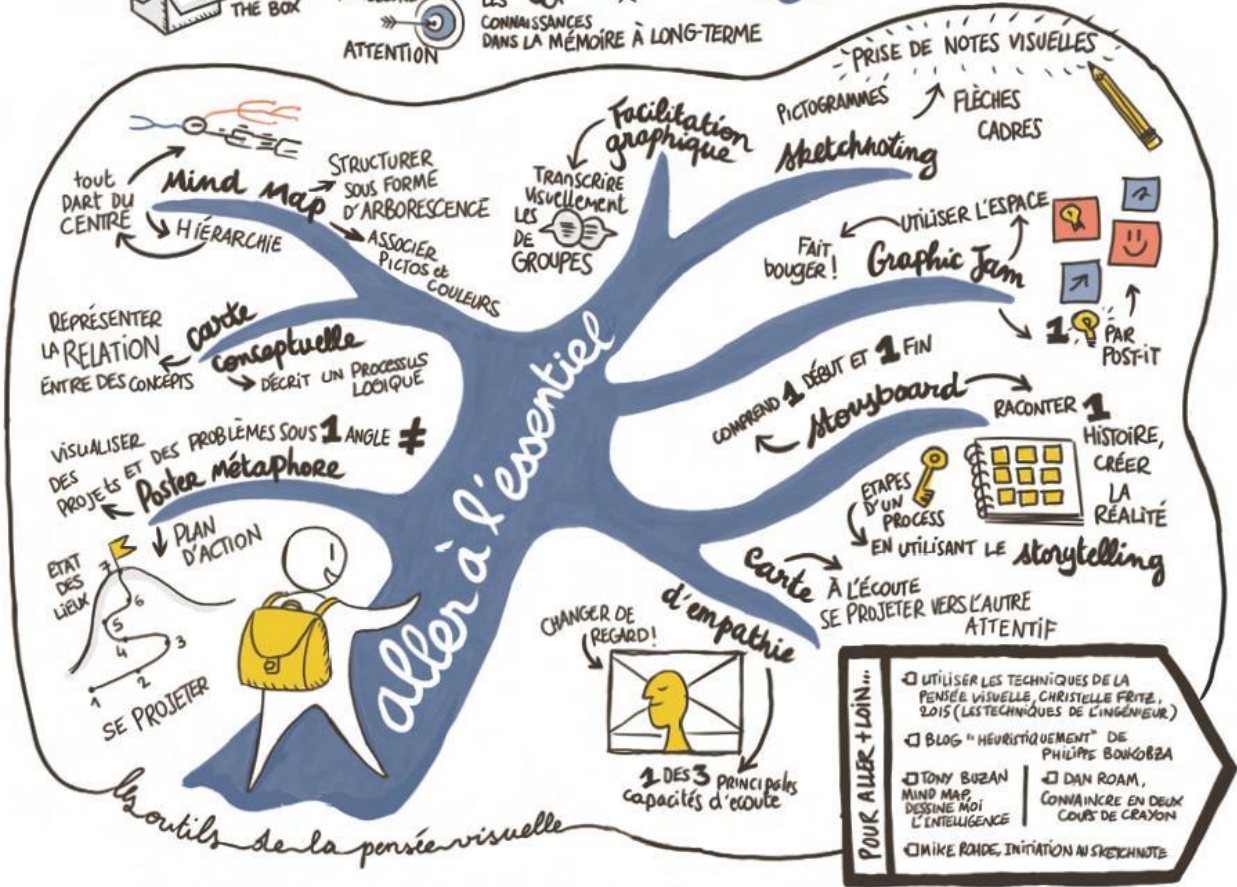 THE BOX
ATTENTION
LES
CONNAISSANCES
DANS LA MÉMOIRE À LONG-TERME
PRISE DE NOTES VISUELLES
PICTOGRAMMES
FLÈCHES
CADRES
sketchnoting
Facilitation
graphique
TRANSCRIRE
VISUELLEMENT
LES
DE
GROUPES
tout
PART DU
CENTRE
Mind Map
HIÉRARCHIE
STRUCTURER
SOUS FORME
D'ARBORESCENCE
ASSOCIER
PICTOS et
COULEURS
UTILISER L'ESPACE
FAIT
bouger!
Graphic Jam
1
PAR
POST-IT
REPRÉSENTER
LA RELATION
ENTRE DES CONCEPTS
carte
conceptuelle
DÉCRIT UN PROCESSUS
LOGIQUE
COMPREND 1 DÉBUT ET 1 FIN
Storyboard
RACONTER 1
HISTOIRE,
CRÉER
LA
RÉALITÉ
ETAPES
D'UN
PROCESS
EN UTILISANT LE storytelling
VISUALISER
DES
PROJETS ET DES PROBLÈMES SOUS 1 ANGLE ≠
Poster métaphore
PLAN
D'ACTION
ETAT
DES
LIEUX
7
6
5
4
3
2
1
SE PROJETER
aller à l'essentiel
Carte
d'empathie
À L'ÉCOUTE
SE PROJETER VERS L'AUTRE
ATTENTIF
CHANGER DE
REGARD!
1 DES 3 PRINCIPALES
capacités d'écoute
les outils de la pensée visuelle
POUR ALLER + LOIN...
UTILISER LES TECHNIQUES DE LA
PENSÉE VISUELLE, CHRISTELLE FRITZ,
2015 (LES TECHNIQUES DE L'INGÉNIEUR)
BLOG "HEURISTIQUEMENT" DE
PHILIPPE BOUKOBZA
TONY BUZAN
MIND MAP,
DESSINE MOI
L'INTELLIGENCE
DAN ROAM,
CONVAINCRE EN DEUX
COUPS DE CRAYON
MIKE ROHDE, INITIATION AU SKETCHNOTE